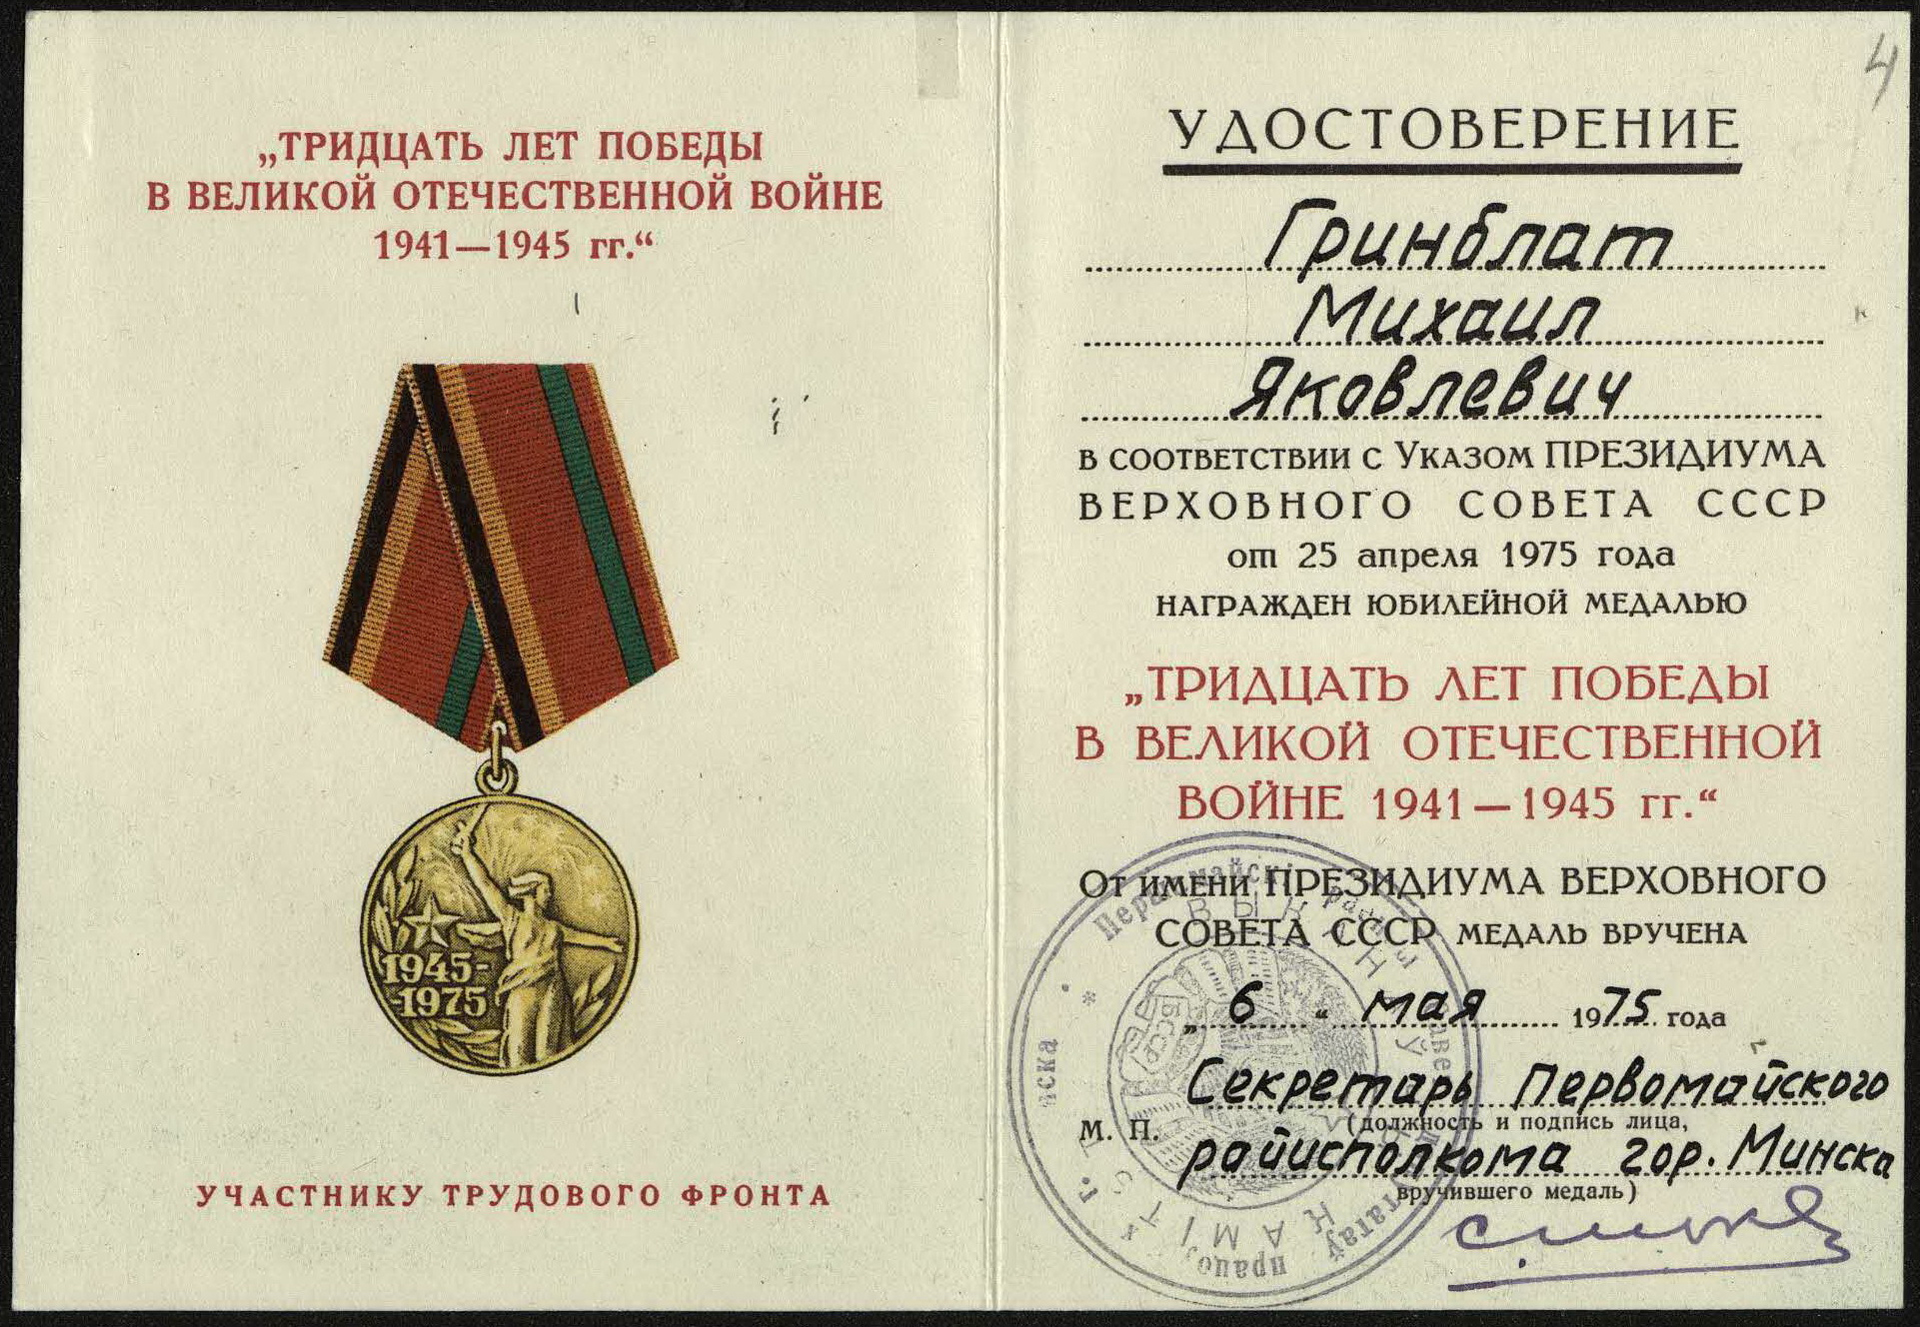 „ТРИДЦАТЬ ЛЕТ ПОБЕДЫ
В ВЕЛИКОЙ ОТЕЧЕСТВЕННОЙ ВОЙНЕ
1941—1945 гг.“
1945-
-1975
УЧАСТНИКУ ТРУДОВОГО ФРОНТА
4
УДОСТОВЕРЕНИЕ
Гринблат
Михаил
Яковлевич
В СООТВЕТСТВИИ С УКАЗОМ ПРЕЗИДИУМА
ВЕРХОВНОГО СОВЕТА СССР
от 25 апреля 1975 года
НАГРАЖДЕН ЮБИЛЕЙНОЙ МЕДАЛЬЮ
„ТРИДЦАТЬ ЛЕТ ПОБЕДЫ
В ВЕЛИКОЙ ОТЕЧЕСТВЕННОЙ
ВОЙНЕ 1941—1945 гг.“
ОТ ИМЕНИ ПРЕЗИДИУМА ВЕРХОВНОГО
СОВЕТА СССР МЕДАЛЬ ВРУЧЕНА
„ 6 “ мая 1975 года
Секретарь Первомайского
М. П. (должность и подпись лица,
райисполкома гор. Минска
вручившего медаль)
БССР